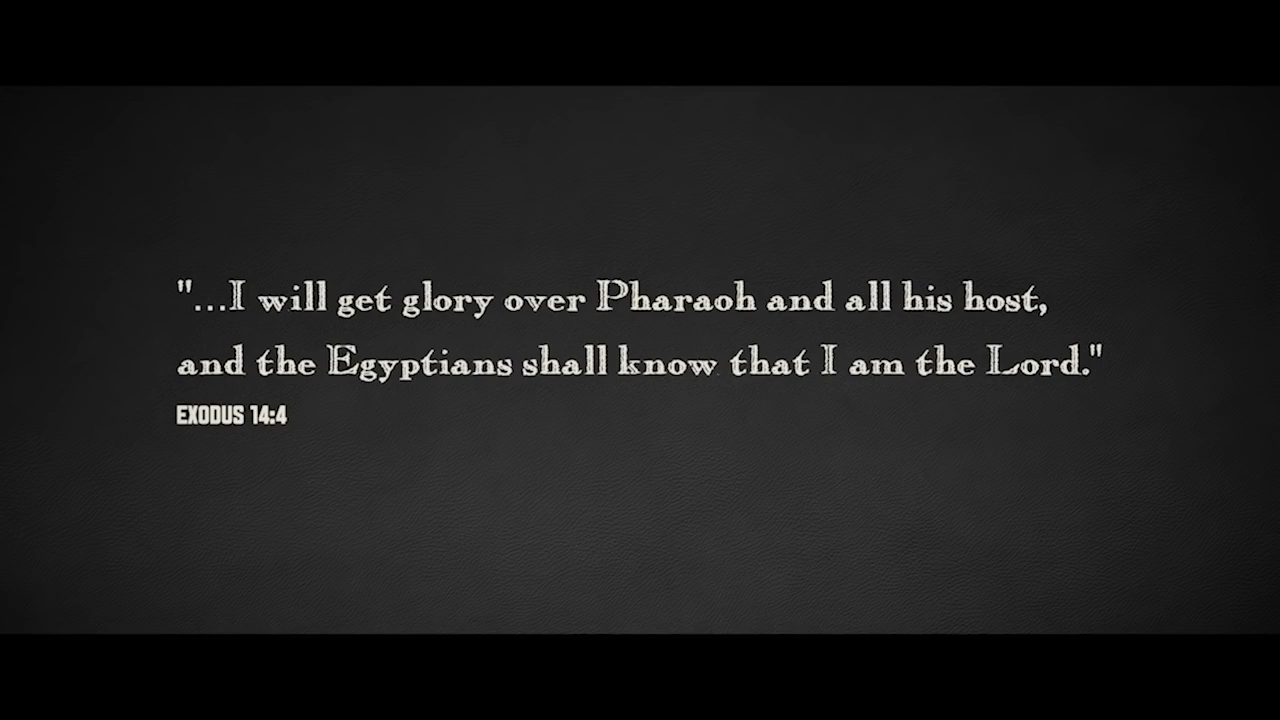 "...I will get glory over Pharaoh and all his host,
and the Egyptians shall know that I am the Lord."
EXODUS 14:4